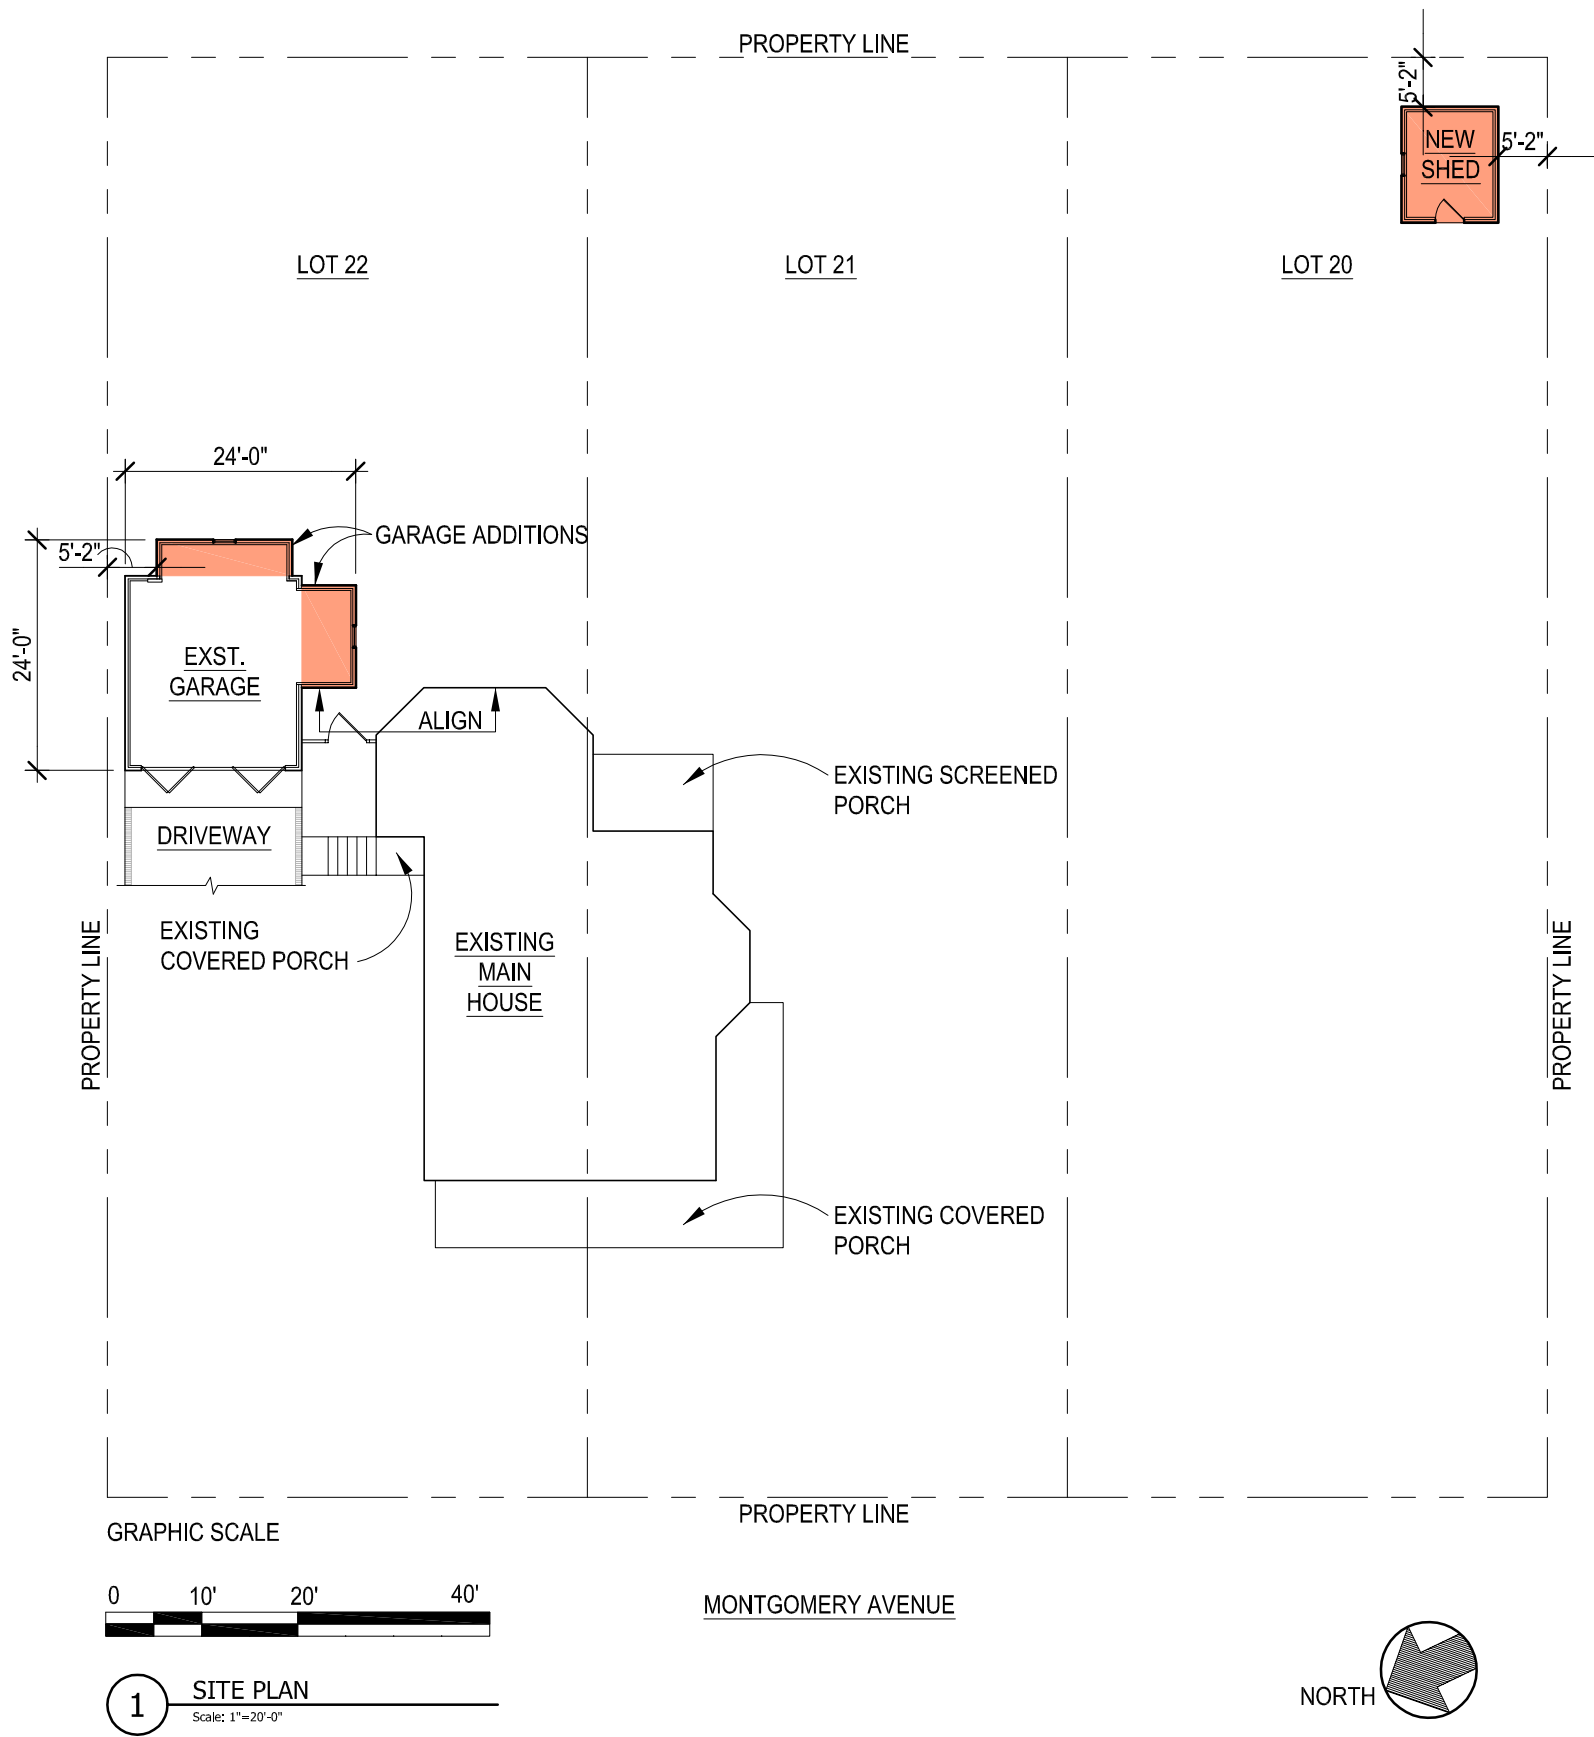 PROPERTY LINE
5'-2"
NEW
SHED
5'-2"
LOT 22
LOT 21
LOT 20
24'-0"
GARAGE ADDITIONS
5'-2"
24'-0"
EXST.
GARAGE
ALIGN
EXISTING SCREENED
PORCH
DRIVEWAY
EXISTING
COVERED PORCH
EXISTING
MAIN
HOUSE
PROPERTY LINE
PROPERTY LINE
EXISTING COVERED
PORCH
PROPERTY LINE
GRAPHIC SCALE
0 10' 20' 40'
MONTGOMERY AVENUE
1
SITE PLAN
Scale: 1"=20'-0"
NORTH